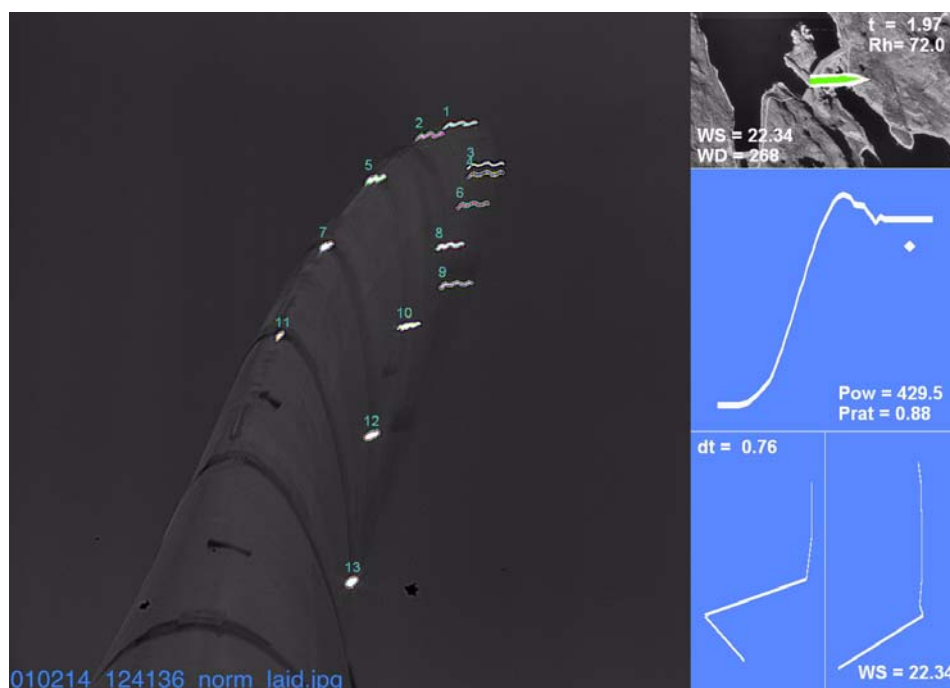 t = 1.97
Rh= 72.0
WS = 22.34
WD = 268
1
2
3
4
5
6
7
8
9
10
11
12
13
Pow = 429.5
Prat = 0.88
dt = 0.76
WS = 22.34
010214_124136_norm_laid.jpg